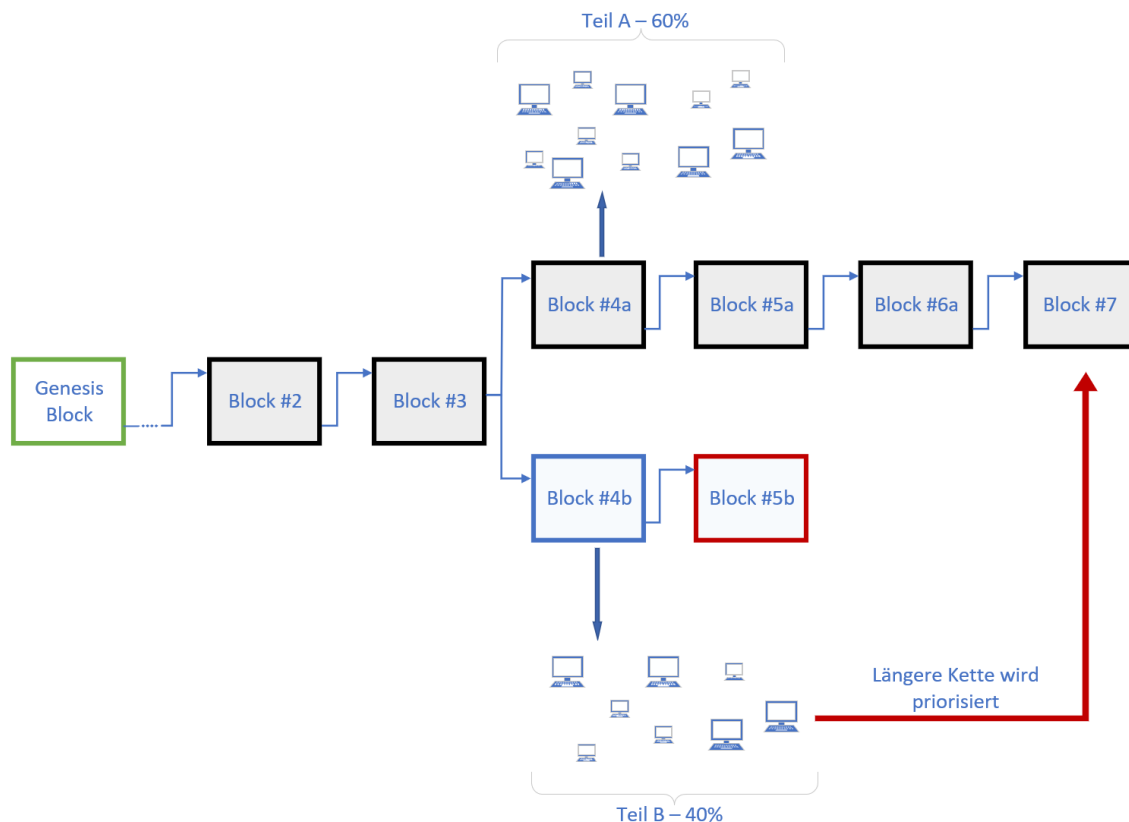 Teil A – 60%
Block #4a
Block #5a
Block #6a
Block #7
Genesis
Block
Block #2
Block #3
Block #4b
Block #5b
Längere Kette wird
priorisiert
Teil B – 40%